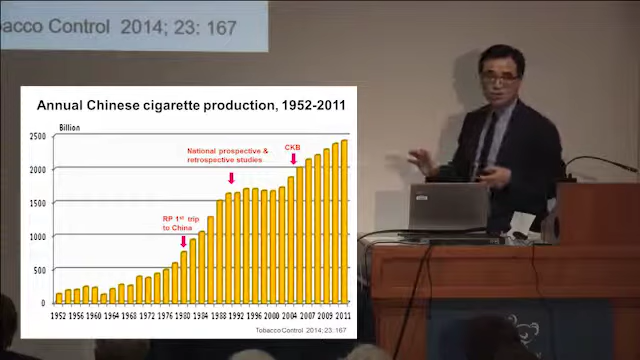 bacco Control 2014; 23: 167
Annual Chinese cigarette production, 1952-2011
Billion
2500
2000
1500
1000
500
0
National prospective &
retrospective studies
CKB
RP 1st trip
to China
1952 1956 1960 1964 1968 1972 1976 1980 1984 1988 1992 1996 2000 2004 2007 2009 2011
Tobacco Control 2014; 23: 167